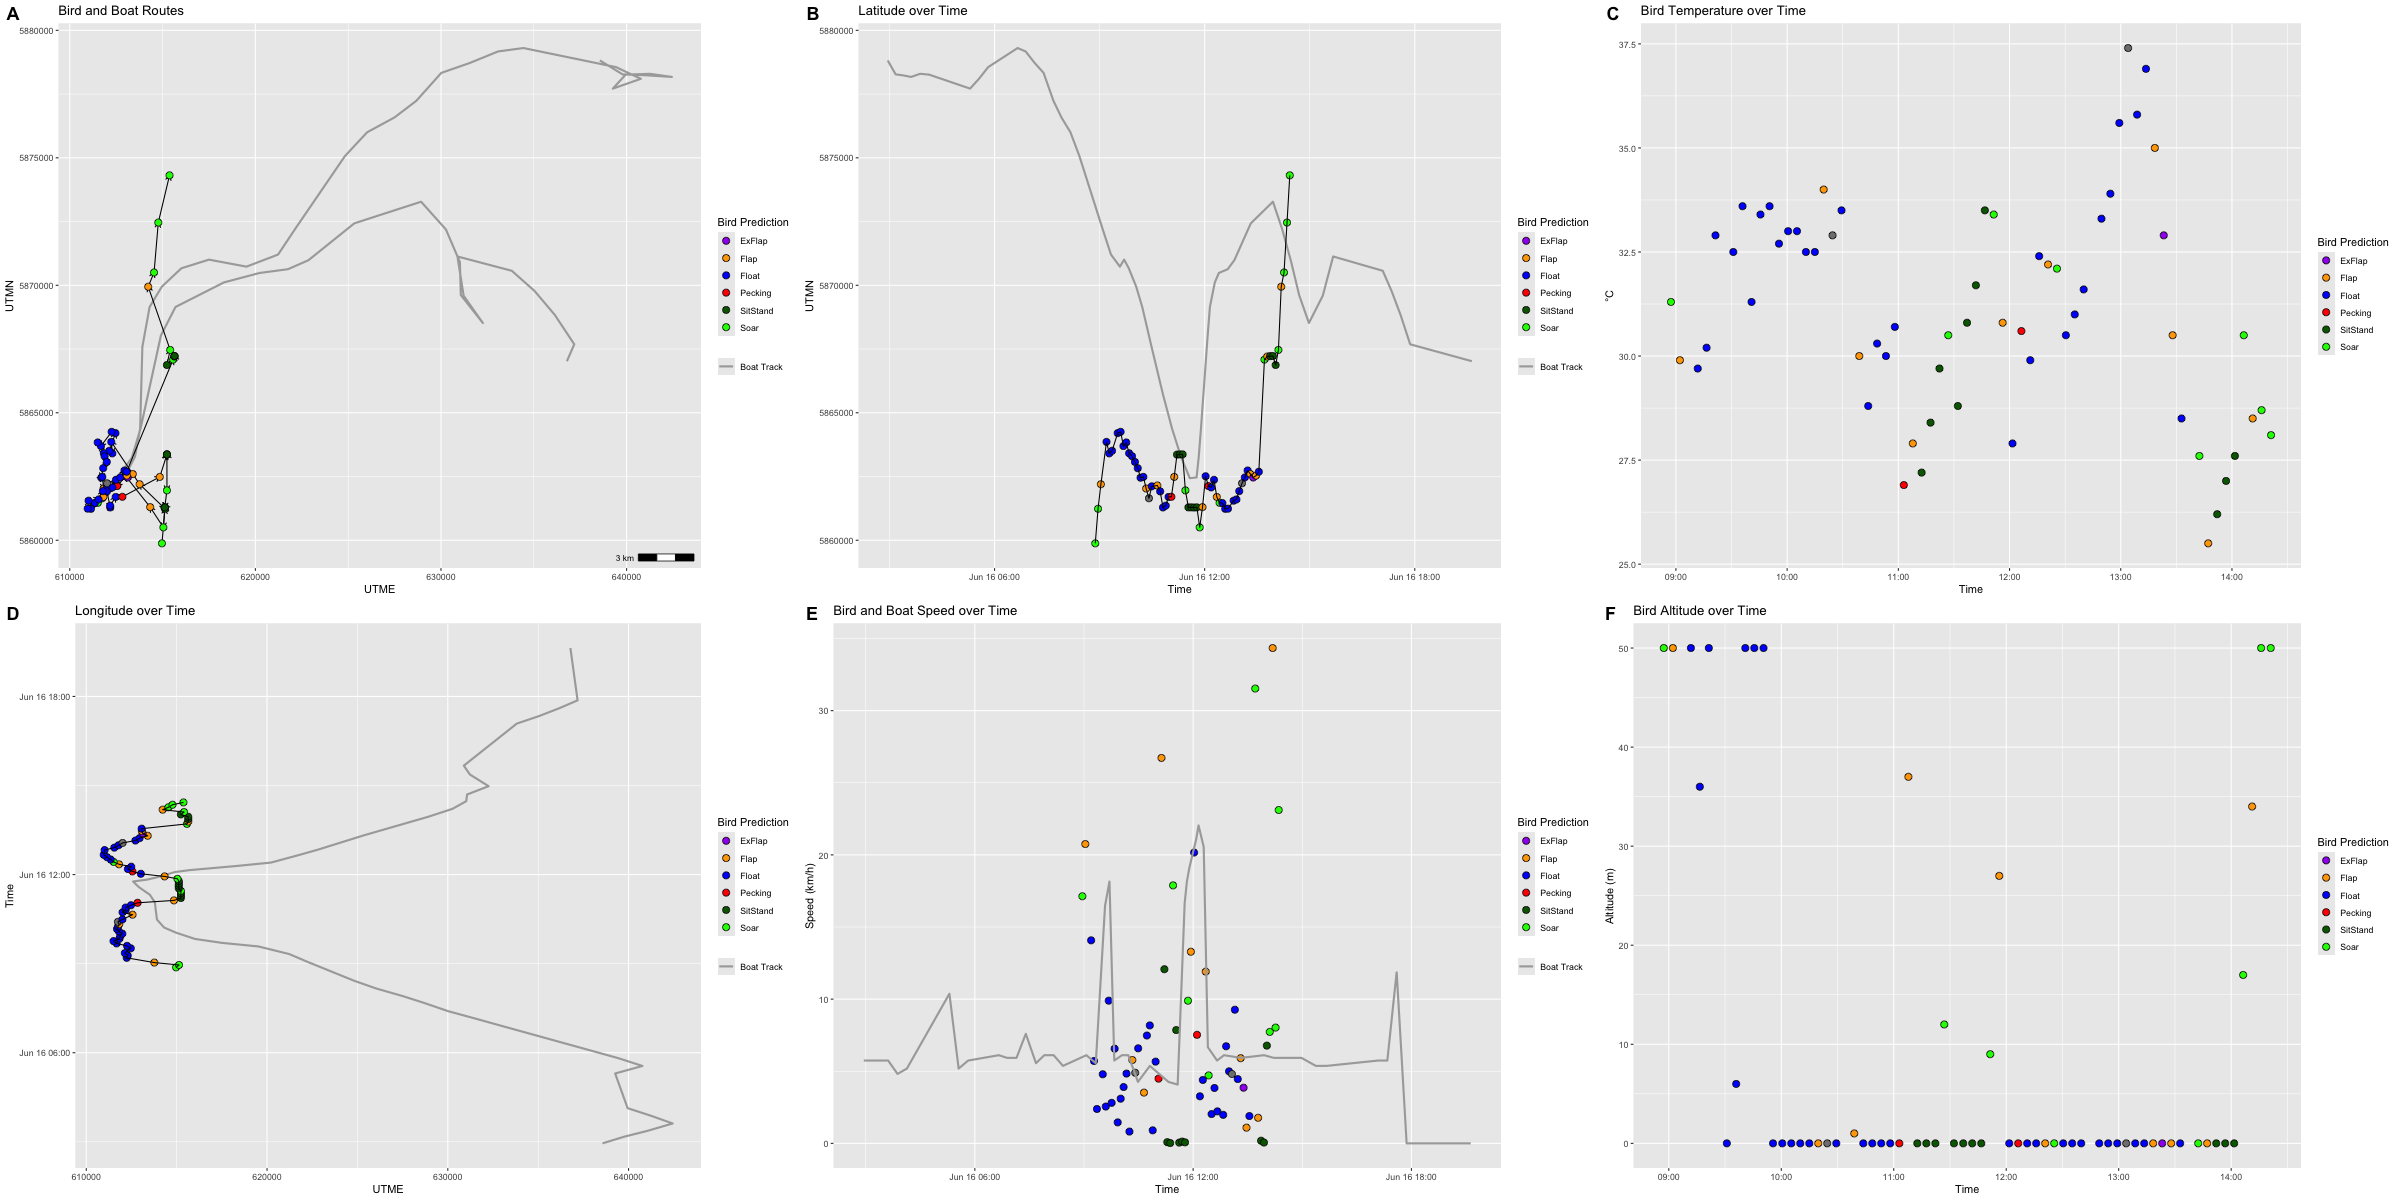 A Bird and Boat Routes
5880000
5875000
5870000
5865000
5860000
UTMN
610000 620000 630000 640000
UTME
3 km
Bird Prediction
ExFlap
Flap
Float
Pecking
SitStand
Soar
Boat Track
B Latitude over Time
5880000
5875000
5870000
5865000
5860000
UTMN
Jun 16 06:00 Jun 16 12:00 Jun 16 18:00
Time
Bird Prediction
ExFlap
Flap
Float
Pecking
SitStand
Soar
Boat Track
C Bird Temperature over Time
37.5
35.0
32.5
30.0
27.5
25.0
°C
09:00 10:00 11:00 12:00 13:00 14:00
Time
Bird Prediction
ExFlap
Flap
Float
Pecking
SitStand
Soar
D Longitude over Time
Jun 16 18:00
Jun 16 12:00
Jun 16 06:00
Time
610000 620000 630000 640000
UTME
Bird Prediction
ExFlap
Flap
Float
Pecking
SitStand
Soar
Boat Track
E Bird and Boat Speed over Time
30
20
10
0
Speed (km/h)
Jun 16 06:00 Jun 16 12:00 Jun 16 18:00
Time
Bird Prediction
ExFlap
Flap
Float
Pecking
SitStand
Soar
Boat Track
F Bird Altitude over Time
50
40
30
20
10
0
Altitude (m)
09:00 10:00 11:00 12:00 13:00 14:00
Time
Bird Prediction
ExFlap
Flap
Float
Pecking
SitStand
Soar